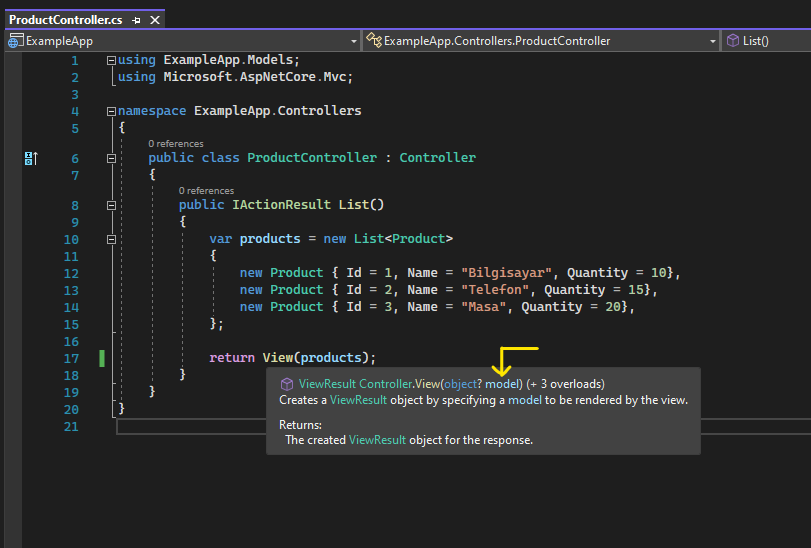 ProductController.cs
ExampleApp ExampleApp.Controllers.ProductController List()
1 using ExampleApp.Models;
2 using Microsoft.AspNetCore.Mvc;
3
4 namespace ExampleApp.Controllers
5 {
0 references
6 public class ProductController : Controller
7 {
0 references
8 public IActionResult List()
9 {
10 var products = new List<Product>
11 {
12 new Product { Id = 1, Name = "Bilgisayar", Quantity = 10},
13 new Product { Id = 2, Name = "Telefon", Quantity = 15},
14 new Product { Id = 3, Name = "Masa", Quantity = 20},
15 };
16
17 return View(products);
18 }
ViewResult Controller.View(object? model) (+ 3 overloads)
19 }
Creates a ViewResult object by specifying a model to be rendered by the view.
20 }
21
Returns:
The created ViewResult object for the response.